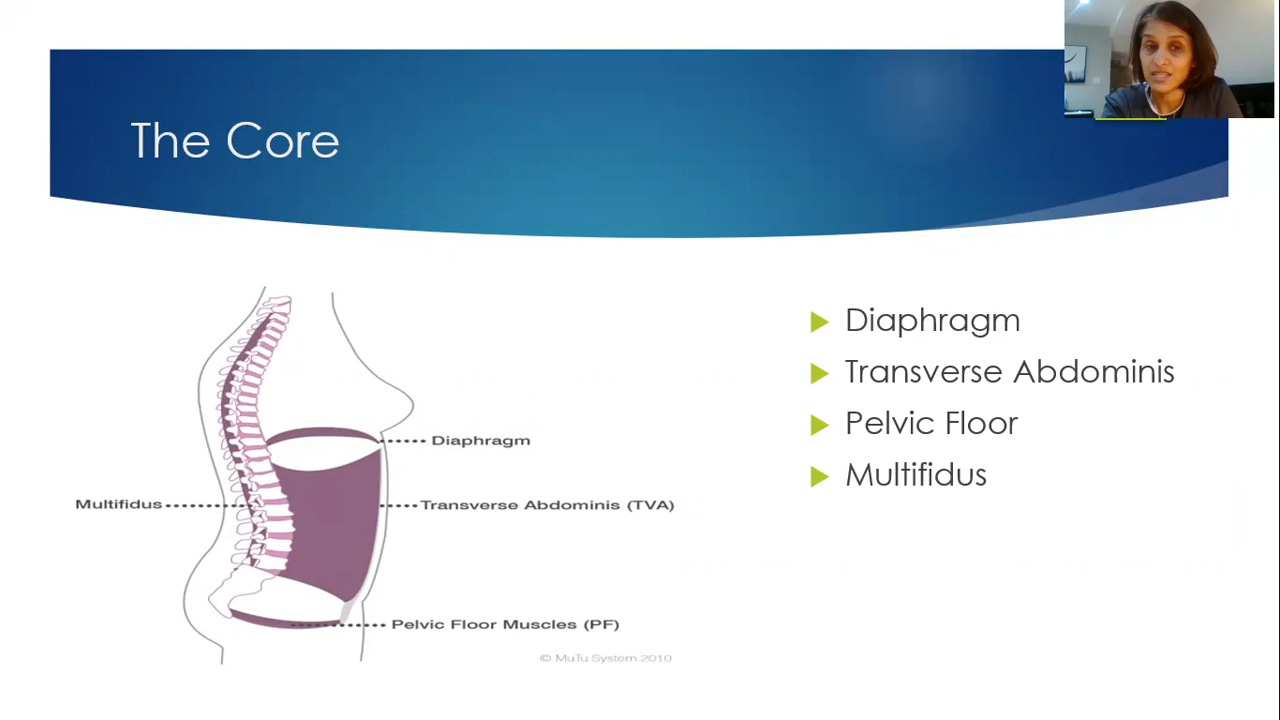 The Core
Diaphragm
Multifidus
Transverse Abdominis (TVA)
Pelvic Floor Muscles (PF)
© MuTu System 2010
Diaphragm
Transverse Abdominis
Pelvic Floor
Multifidus